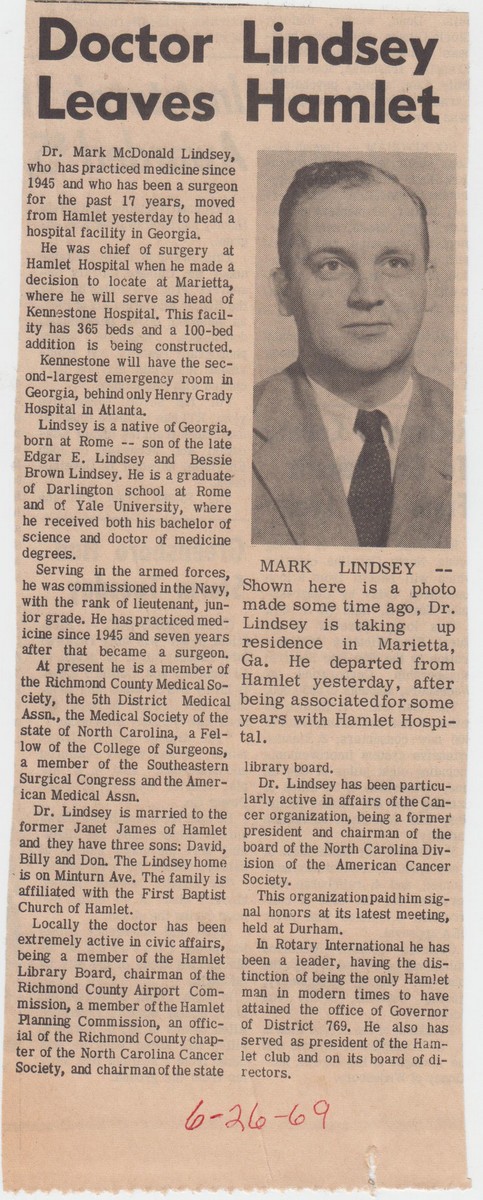 Doctor Lindsey
Leaves Hamlet
Dr. Mark McDonald Lindsey,
who has practiced medicine since
1945 and who has been a surgeon
for the past 17 years, moved
from Hamlet yesterday to head a
hospital facility in Georgia.
He was chief of surgery at
Hamlet Hospital when he made a
decision to locate at Marietta,
where he will serve as head of
Kennestone Hospital. This facil-
ity has 365 beds and a 100-bed
addition is being constructed.
Kennestone will have the sec-
ond-largest emergency room in
Georgia, behind only Henry Grady
Hospital in Atlanta.
Lindsey is a native of Georgia,
born at Rome -- son of the late
Edgar E. Lindsey and Bessie
Brown Lindsey. He is a graduate
of Darlington school at Rome
and of Yale University, where
he received both his bachelor of
science and doctor of medicine
degrees.
Serving in the armed forces,
he was commissioned in the Navy,
with the rank of lieutenant, jun-
ior grade. He has practiced med-
icine since 1945 and seven years
after that became a surgeon.
At present he is a member of
the Richmond County Medical So-
ciety, the 5th District Medical
Assn., the Medical Society of the
state of North Carolina, a Fel-
low of the College of Surgeons,
a member of the Southeastern
Surgical Congress and the Amer-
ican Medical Assn.
Dr. Lindsey is married to the
former Janet James of Hamlet
and they have three sons: David,
Billy and Don. The Lindsey home
is on Minturn Ave. The family is
affiliated with the First Baptist
Church of Hamlet.
Locally the doctor has been
extremely active in civic affairs,
being a member of the Hamlet
Library Board, chairman of the
Richmond County Airport Com-
mission, a member of the Hamlet
Planning Commission, an offic-
ial of the Richmond County chap-
ter of the North Carolina Cancer
Society, and chairman of the state
MARK LINDSEY --
Shown here is a photo
made some time ago, Dr.
Lindsey is taking up
residence in Marietta,
Ga. He departed from
Hamlet yesterday, after
being associated for some
years with Hamlet Hospi-
tal.
library board.
Dr. Lindsey has been particu-
larly active in affairs of the Can-
cer organization, being a former
president and chairman of the
board of the North Carolina Div-
ision of the American Cancer
Society.
This organization paid him sig-
nal honors at its latest meeting,
held at Durham.
In Rotary International he has
been a leader, having the dis-
tinction of being the only Hamlet
man in modern times to have
attained the office of Governor
of District 769. He also has
served as president of the Ham-
let club and on its board of di-
rectors.
6-26-69